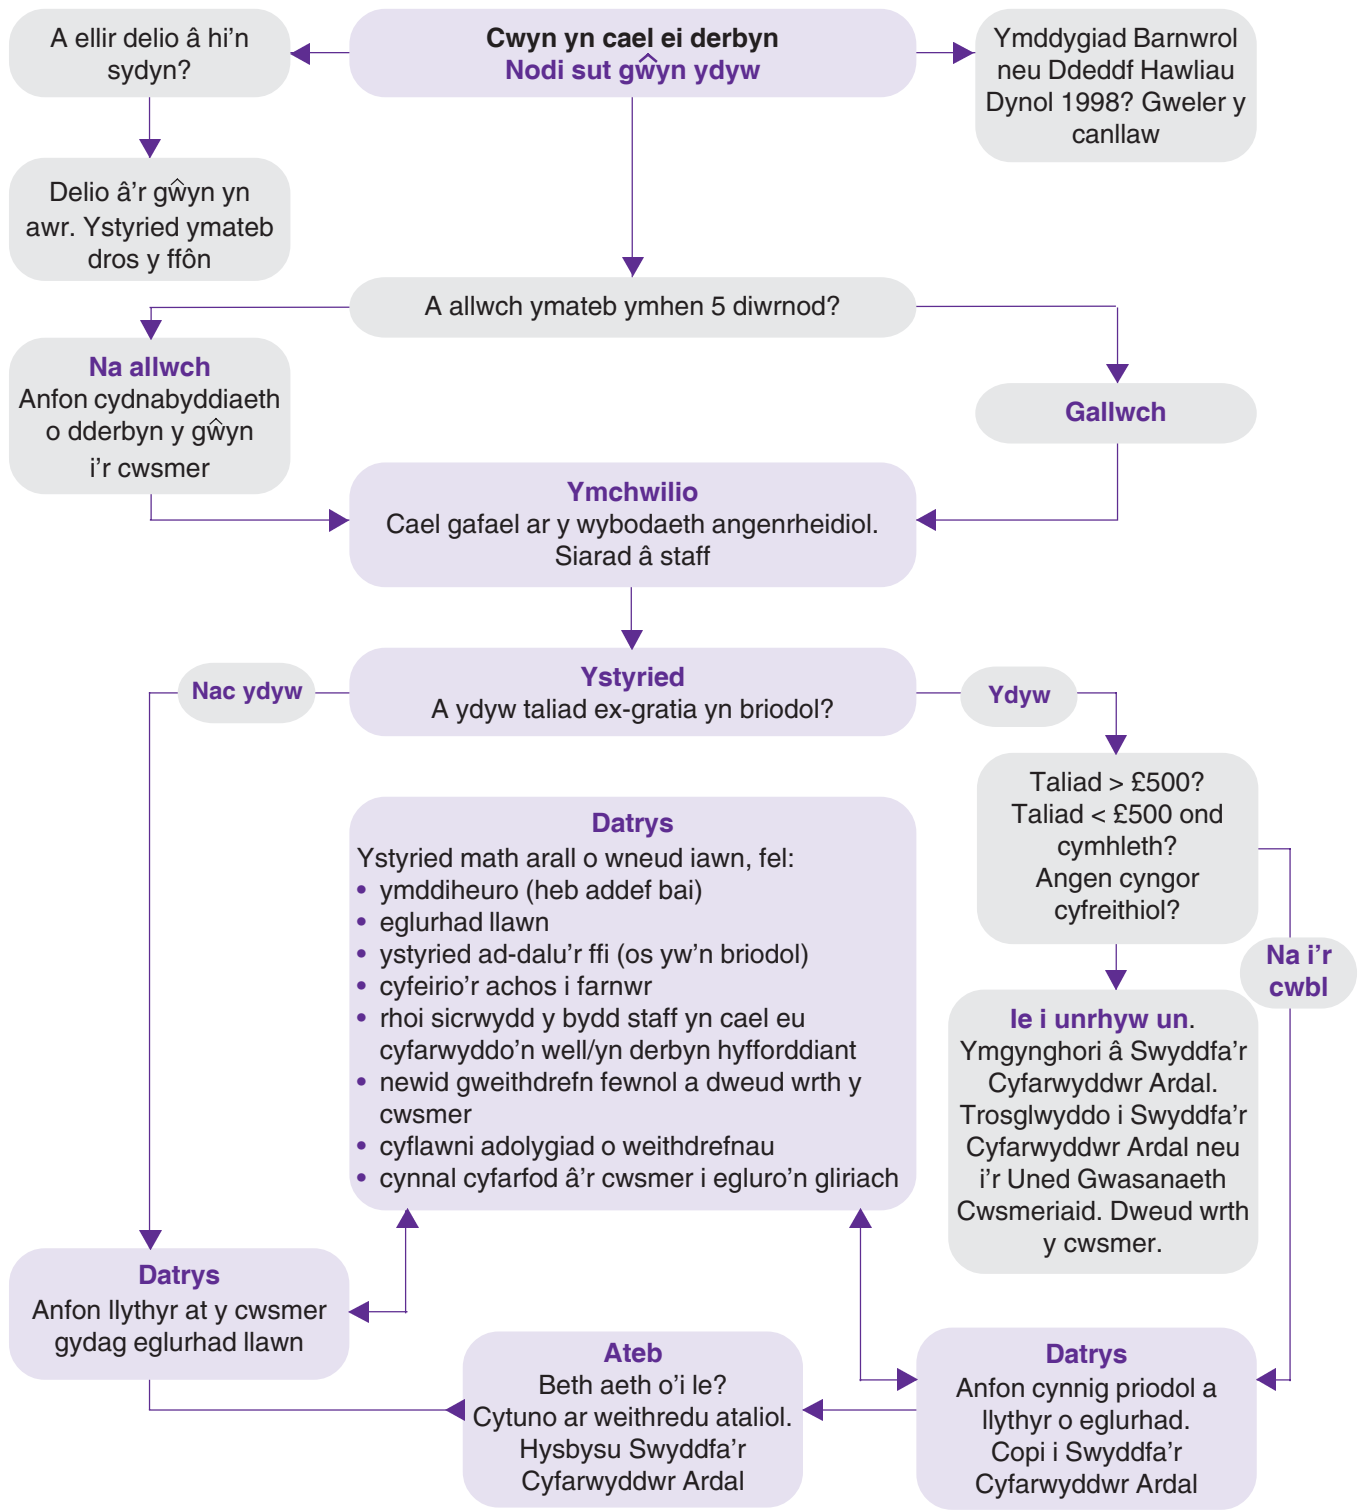 A ellir delio â hi’n
sydyn?
Cwyn yn cael ei derbyn
Nodi sut gŵyn ydyw
Ymddygiad Barnwrol
neu Ddeddf Hawliau
Dynol 1998? Gweler y
canllaw
Delio â’r gŵyn yn
awr. Ystyried ymateb
dros y ffôn
A allwch ymateb ymhen 5 diwrnod?
Na allwch
Anfon cydnabyddiaeth
o dderbyn y gŵyn
i’r cwsmer
Gallwch
Ymchwilio
Cael gafael ar y wybodaeth angenrheidiol.
Siarad â staff
Nac ydyw
Ystyried
A ydyw taliad ex-gratia yn briodol?
Ydyw
Taliad > £500?
Taliad < £500 ond
cymhleth?
Angen cyngor
cyfreithiol?
Datrys
Ystyried math arall o wneud iawn, fel:
• ymddiheuro (heb addef bai)
• eglurhad llawn
• ystyried ad-dalu’r ffi (os yw’n briodol)
• cyfeirio’r achos i farnwr
• rhoi sicrwydd y bydd staff yn cael eu
cyfarwyddo’n well/yn derbyn hyfforddiant
• newid gweithdrefn fewnol a dweud wrth y
cwsmer
• cyflawni adolygiad o weithdrefnau
• cynnal cyfarfod â’r cwsmer i egluro’n gliriach
Na i’r
cwbl
Ie i unrhyw un.
Ymgynghori â Swyddfa’r
Cyfarwyddwr Ardal.
Trosglwyddo i Swyddfa’r
Cyfarwyddwr Ardal neu
i’r Uned Gwasanaeth
Cwsmeriaid. Dweud wrth
y cwsmer.
Datrys
Anfon llythyr at y cwsmer
gydag eglurhad llawn
Ateb
Beth aeth o’i le?
Cytuno ar weithredu ataliol.
Hysbysu Swyddfa’r
Cyfarwyddwr Ardal
Datrys
Anfon cynnig priodol a
llythyr o eglurhad.
Copi i Swyddfa’r
Cyfarwyddwr Ardal